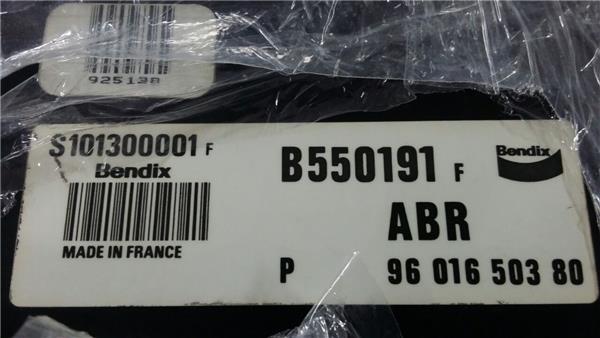 925138
S101300001 F
Bendix
MADE IN FRANCE
B550191 F
Bendix
ABR
P 96 016 503 80